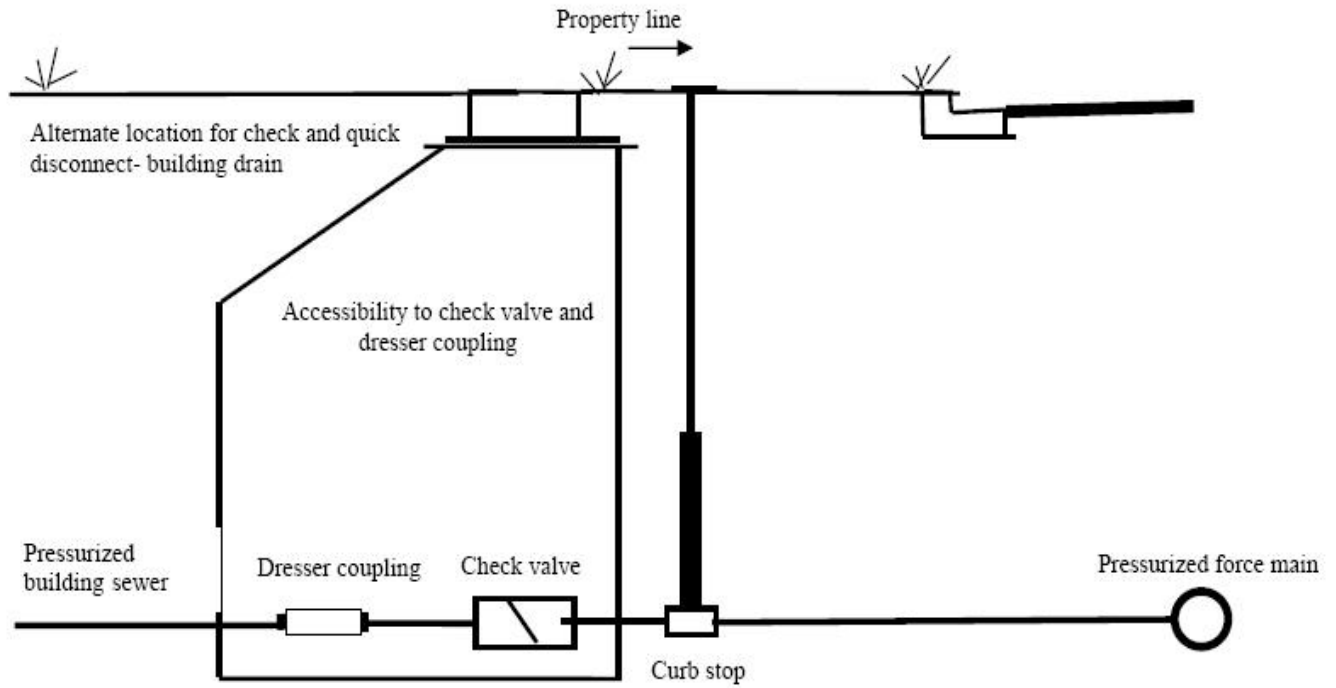 Property line
Alternate location for check and quick
disconnect- building drain
Accessibility to check valve and
dresser coupling
Pressurized
building sewer
Dresser coupling
Check valve
Pressurized force main
Curb stop